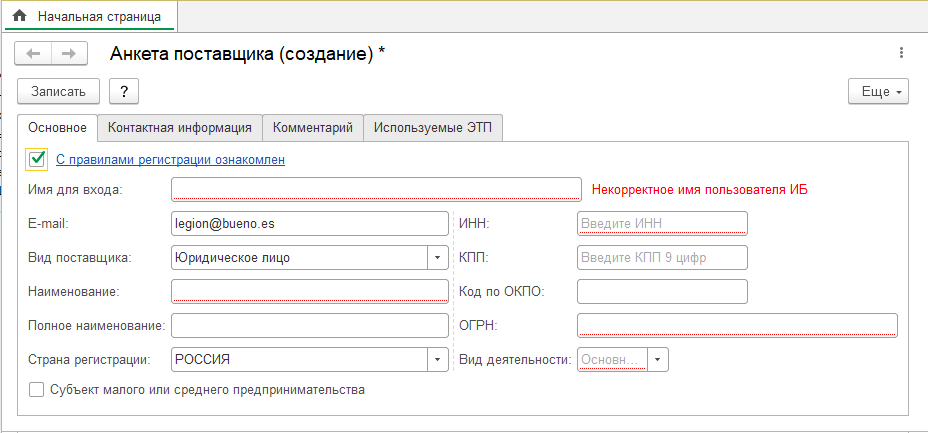 Начальная страница
Анкета поставщика (создание) *
Записать ? Еще
Основное Контактная информация Комментарий Используемые ЭТП
С правилами регистрации ознакомлен
Имя для входа: Некорректное имя пользователя ИБ
E-mail: legion@bueno.es ИНН: Введите ИНН
Вид поставщика: Юридическое лицо КПП: Введите КПП 9 цифр
Наименование: Код по ОКПО:
Полное наименование: ОГРН:
Страна регистрации: РОССИЯ Вид деятельности: Основн...
Субъект малого или среднего предпринимательства